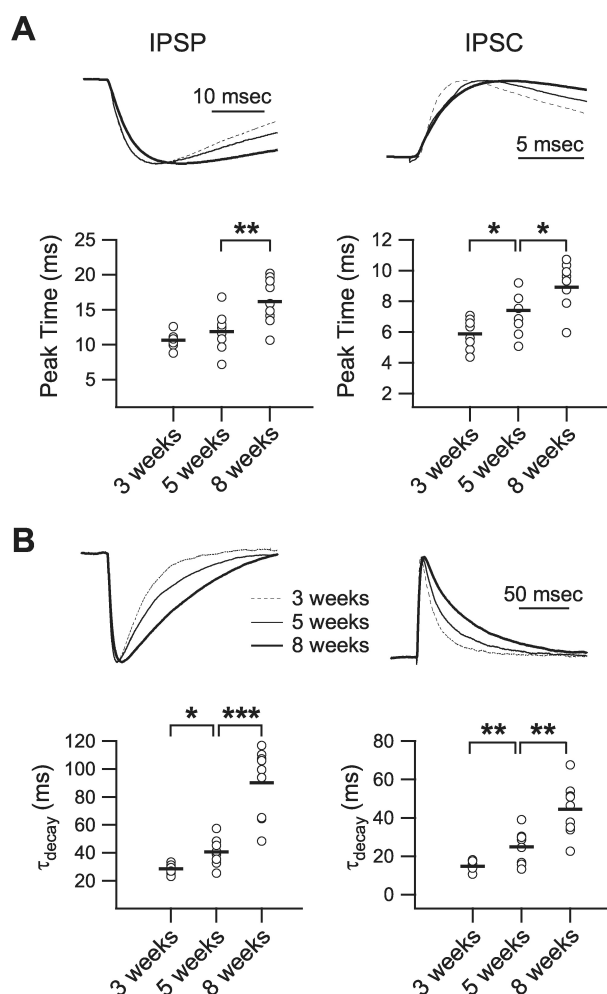 A
IPSP
IPSC
10 msec
5 msec
Peak Time (ms)
25
20
15
10
5
**
3 weeks
5 weeks
8 weeks
Peak Time (ms)
12
10
8
6
4
2
*
*
3 weeks
5 weeks
8 weeks
B
3 weeks
5 weeks
8 weeks
50 msec
τdecay (ms)
120
100
80
60
40
20
*
***
3 weeks
5 weeks
8 weeks
τdecay (ms)
80
60
40
20
0
**
**
3 weeks
5 weeks
8 weeks